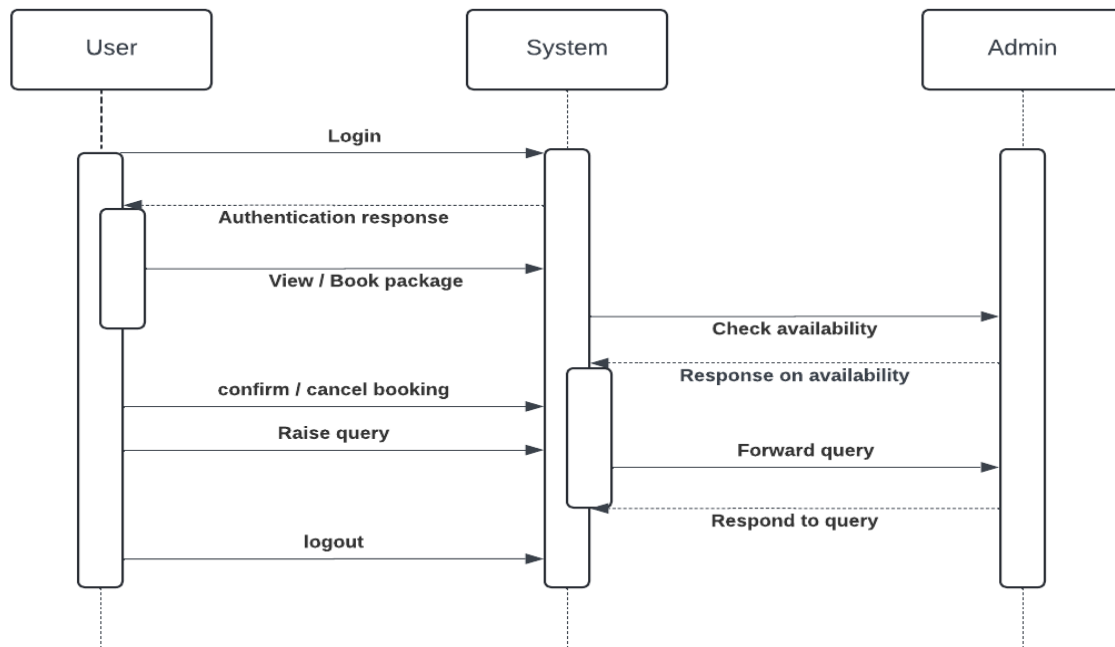 User
System
Admin
Login
Authentication response
View / Book package
Check availability
Response on availability
confirm / cancel booking
Raise query
Forward query
Respond to query
logout